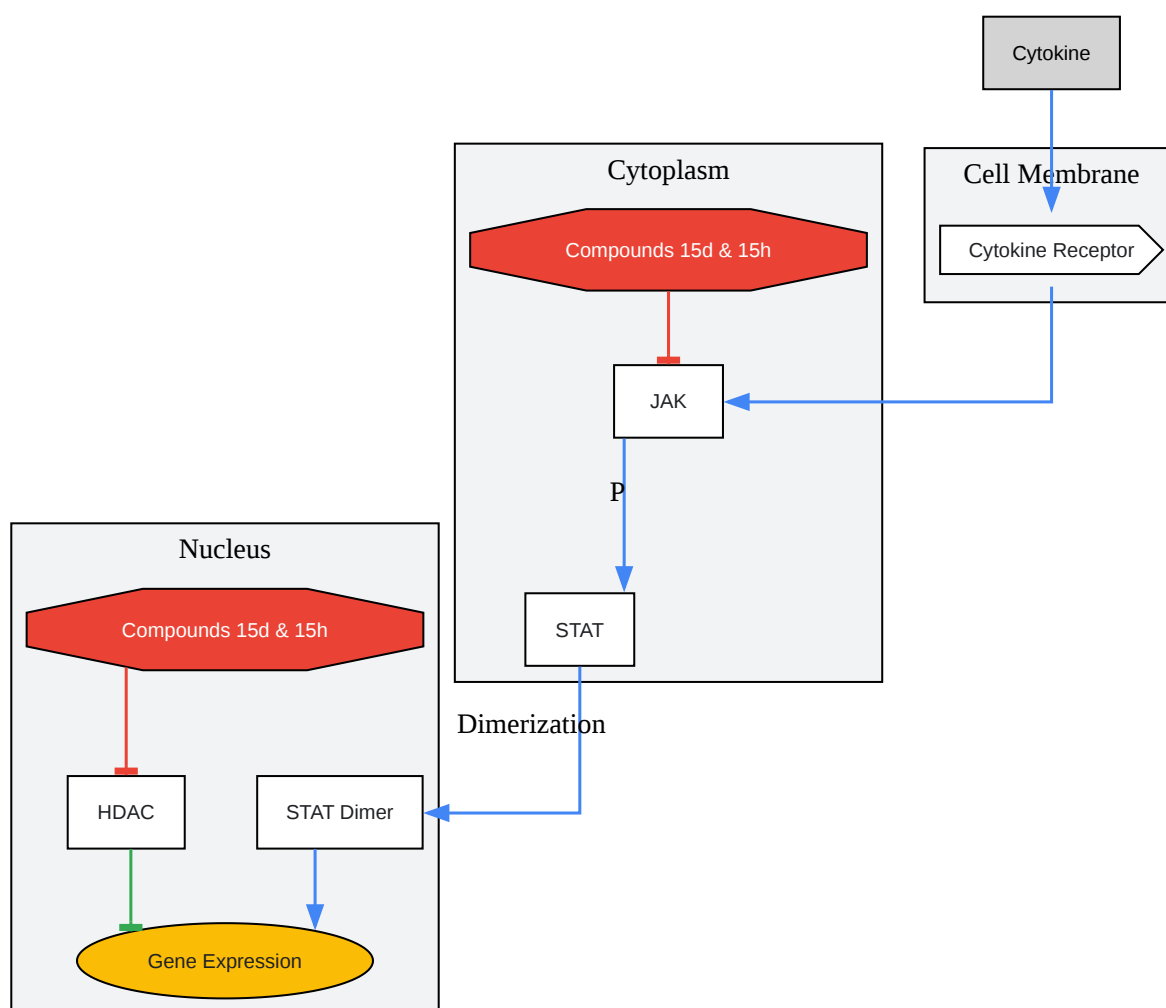 Cytokine
Cell Membrane
Cytokine Receptor
Cytoplasm
Compounds 15d & 15h
JAK
P
STAT
Dimerization
Nucleus
Compounds 15d & 15h
HDAC
STAT Dimer
Gene Expression